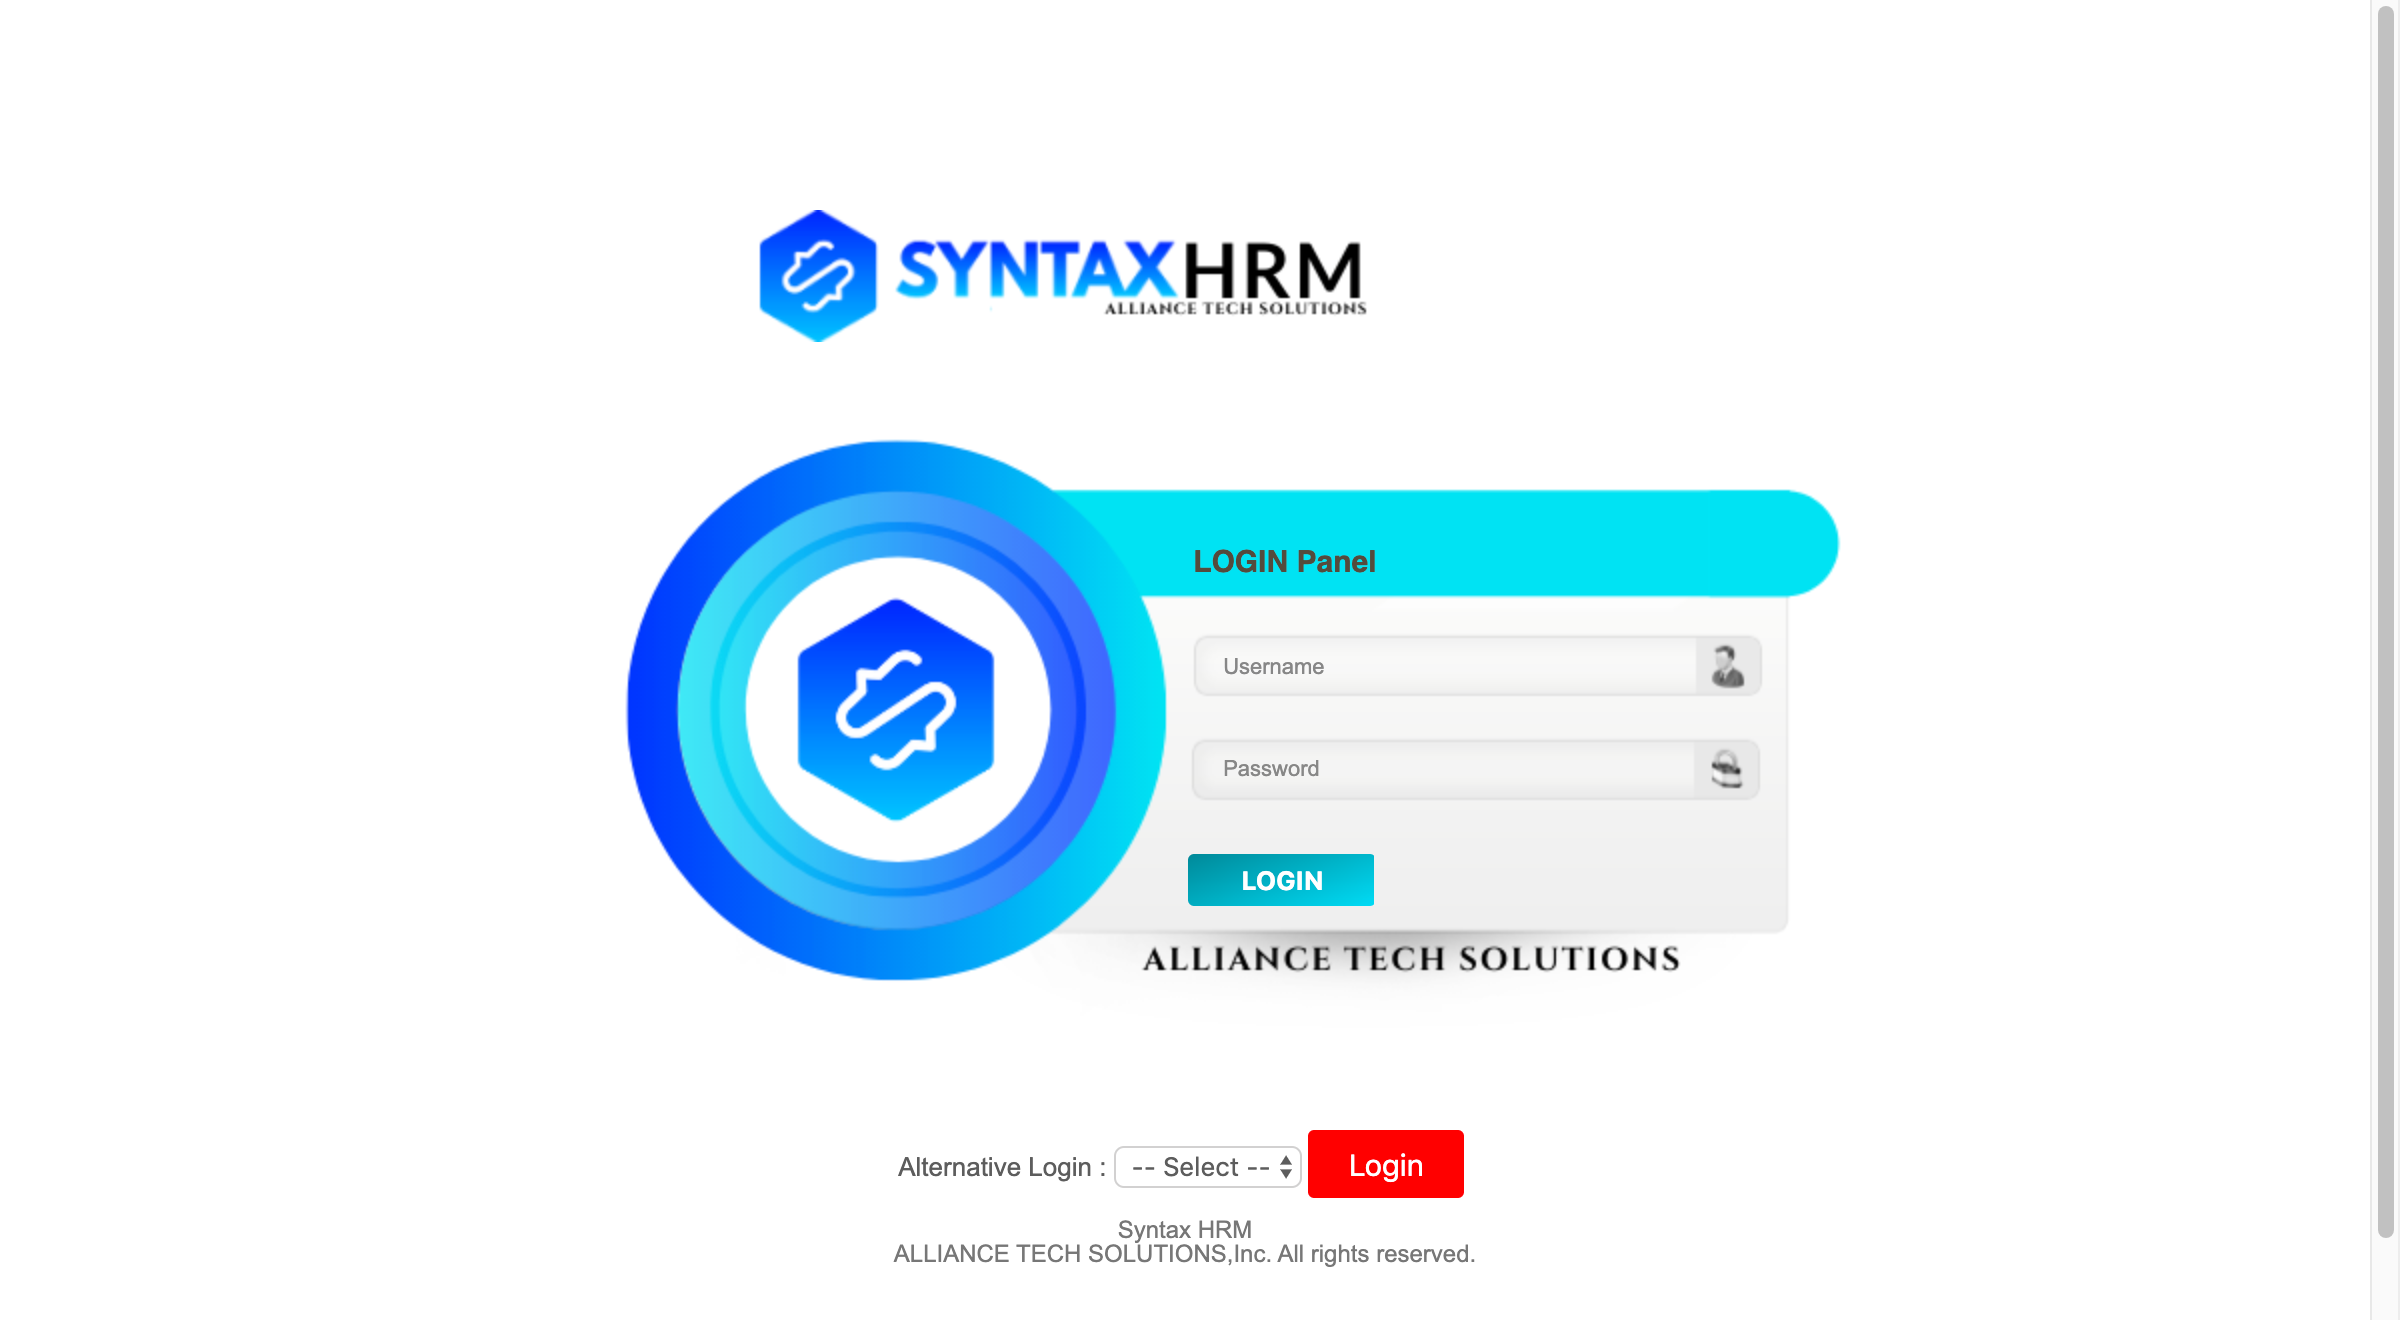 SYNTAXHRM
ALLIANCE TECH SOLUTIONS
LOGIN Panel
Username
Password
LOGIN
ALLIANCE TECH SOLUTIONS
Alternative Login : -- Select -- Login
Syntax HRM
ALLIANCE TECH SOLUTIONS,Inc. All rights reserved.